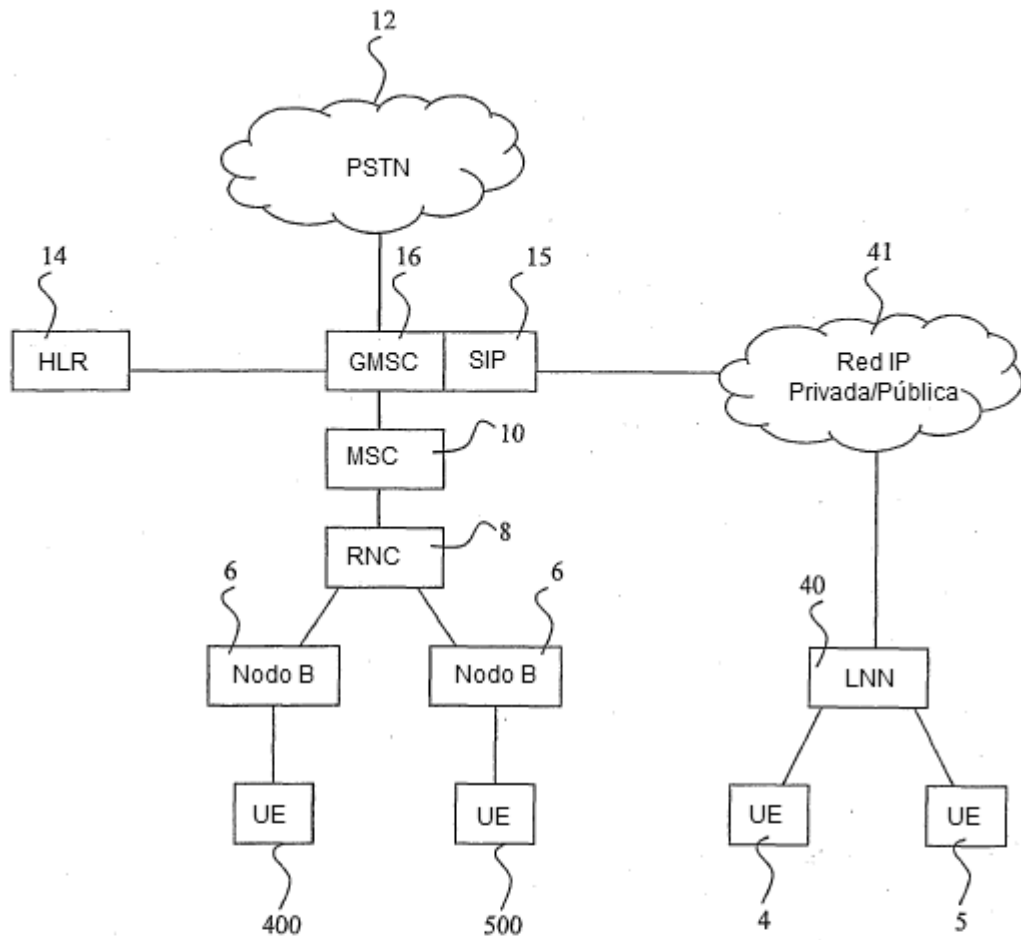 12
PSTN
14
16
15
41
HLR
GMSC
SIP
Red IP
Privada/Pública
MSC
10
RNC
8
6
6
40
Nodo B
Nodo B
LNN
UE
UE
UE
UE
400
500
4
5